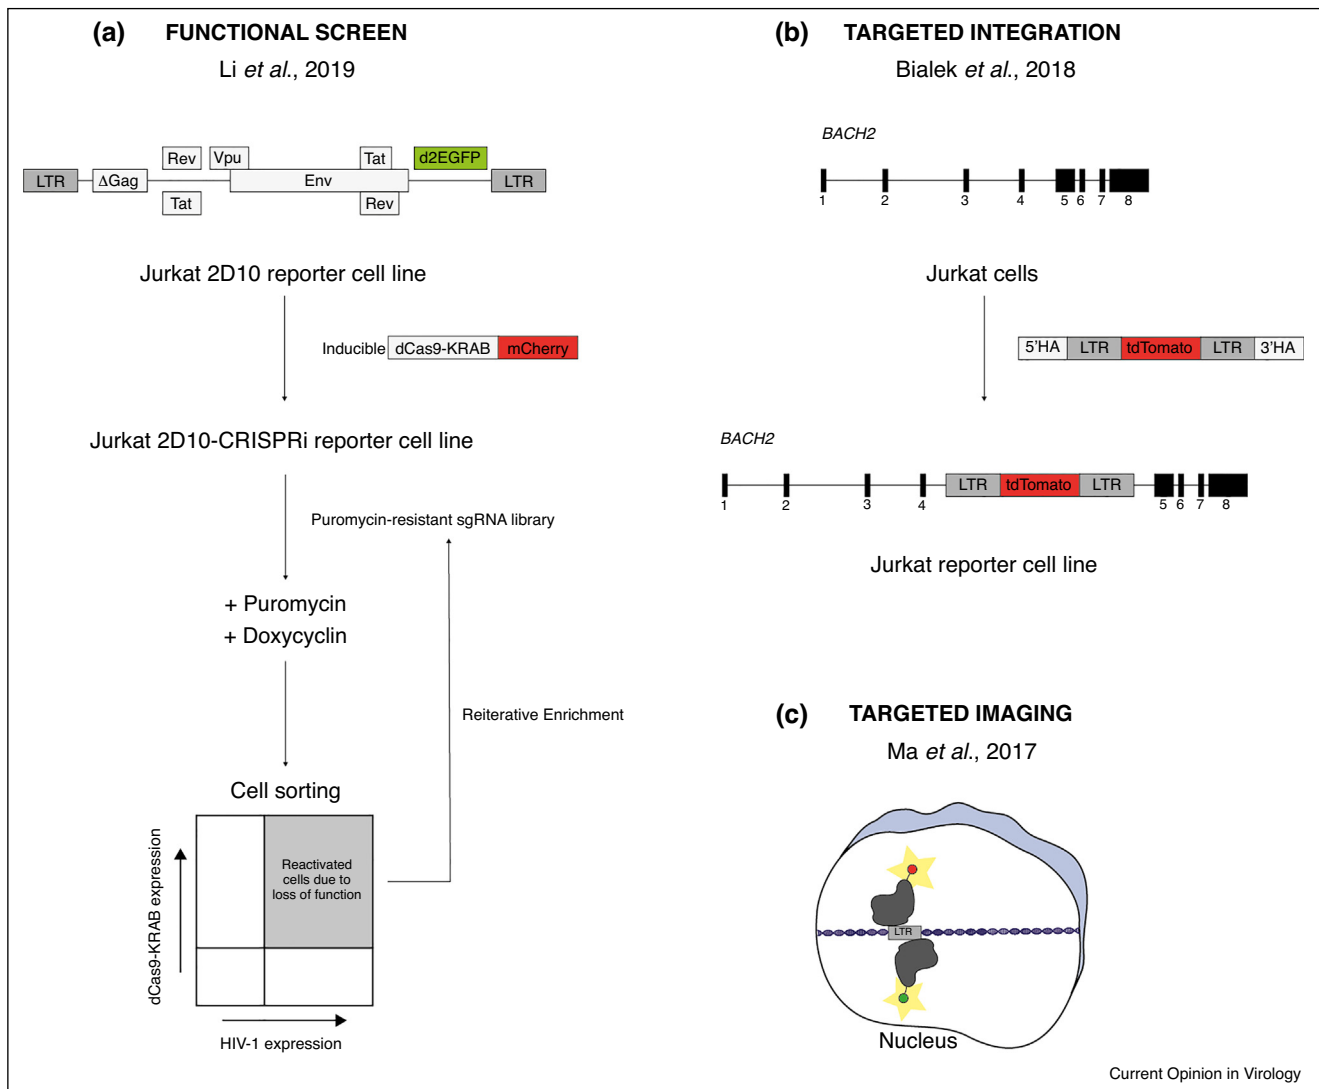 (a) FUNCTIONAL SCREEN
Li et al., 2019
Rev Vpu Tat d2EGFP
LTR ΔGag Env LTR
Tat Rev
Jurkat 2D10 reporter cell line
Inducible dCas9-KRAB mCherry
Jurkat 2D10-CRISPRi reporter cell line
Puromycin-resistant sgRNA library
+ Puromycin
+ Doxycyclin
Reiterative Enrichment
Cell sorting
dCas9-KRAB expression
Reactivated
cells due to
loss of function
HIV-1 expression
(b) TARGETED INTEGRATION
Bialek et al., 2018
BACH2
1 2 3 4 5 6 7 8
Jurkat cells
5'HA LTR tdTomato LTR 3'HA
BACH2
LTR tdTomato LTR
1 2 3 4 5 6 7 8
Jurkat reporter cell line
(c) TARGETED IMAGING
Ma et al., 2017
LTR
Nucleus
Current Opinion in Virology